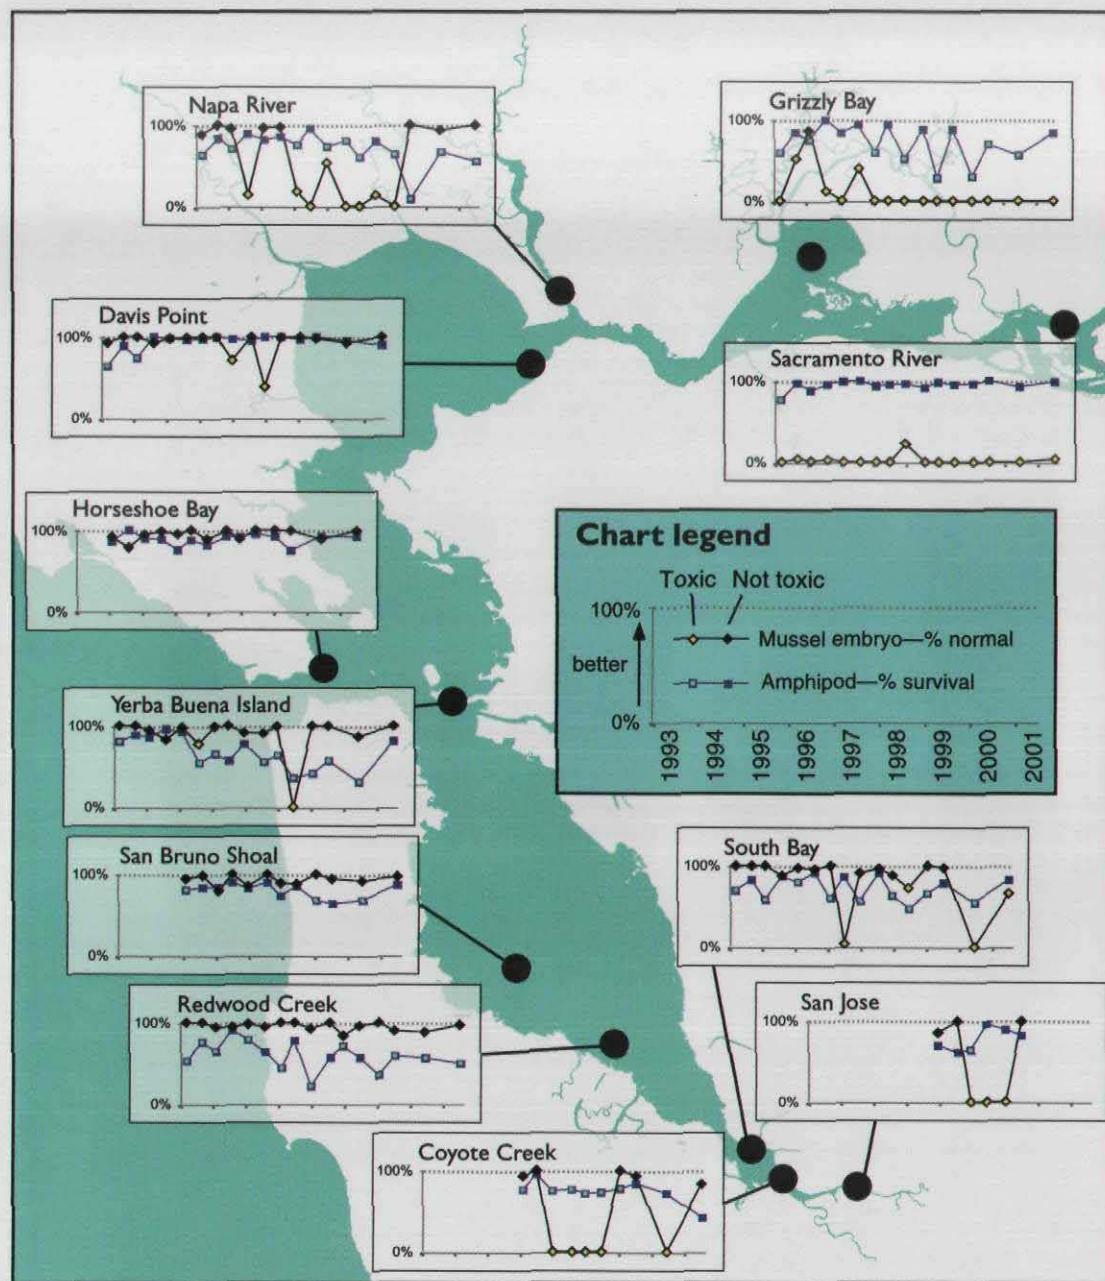 Napa River
100%
0%
Grizzly Bay
100%
0%
Davis Point
100%
0%
Sacramento River
100%
0%
Horseshoe Bay
100%
0%
Chart legend
Toxic Not toxic
100%
better
0%
Mussel embryo—% normal
Amphipod—% survival
1993
1994
1995
1996
1997
1998
1999
2000
2001
Yerba Buena Island
100%
0%
San Bruno Shoal
100%
0%
South Bay
100%
0%
Redwood Creek
100%
0%
San Jose
100%
0%
Coyote Creek
100%
0%